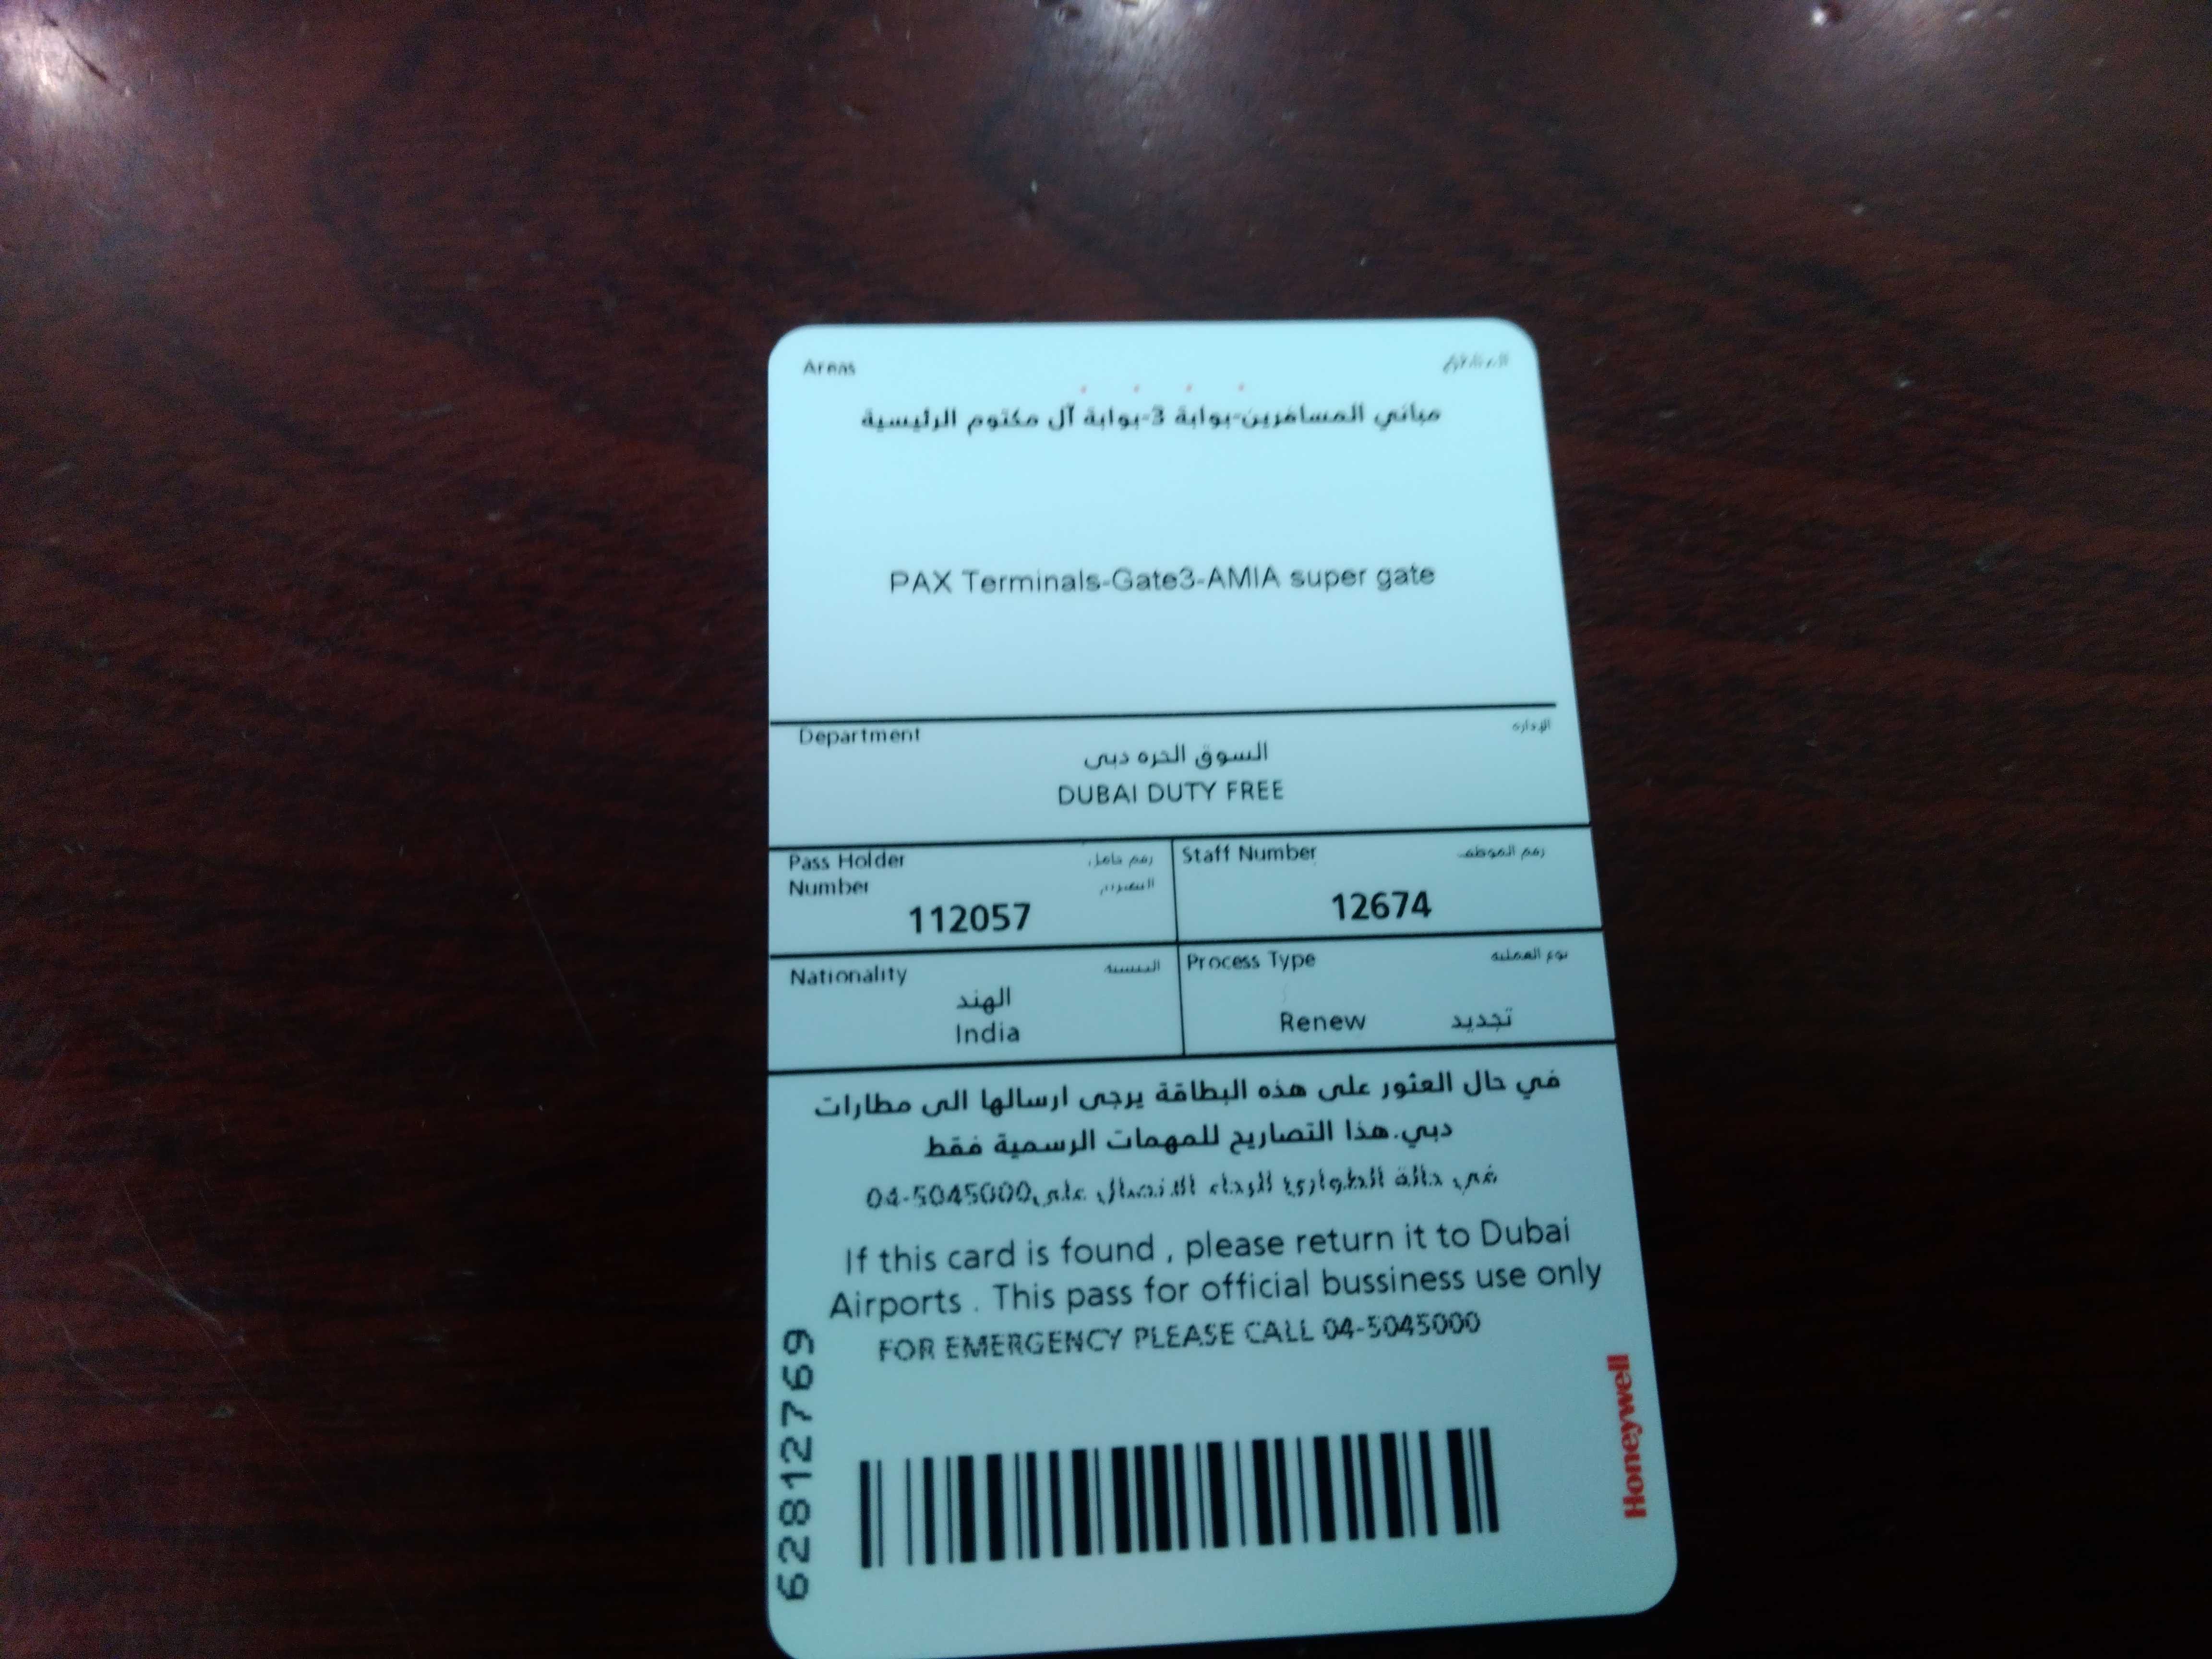 Areas
مباني المسافرين-بوابة 3-بوابة آل مكتوم الرئيسية
PAX Terminals-Gate3-AMIA super gate
Department الإدارة
السوق الحره دبى
DUBAI DUTY FREE
Pass Holder Number رقم حامل
112057
Staff Number رقم الموظف
12674
Nationality الجنسية
الهند
India
Process Type نوع العملية
Renew تجديد
في حال العثور على هذه البطاقة يرجى ارسالها الى مطارات
دبي.هذا التصاريح للمهمات الرسمية فقط
في حالة الطوارئ الرجاء الاتصال على04-5045000
If this card is found , please return it to Dubai
Airports . This pass for official bussiness use only
FOR EMERGENCY PLEASE CALL 04-5045000
62812769
Honeywell